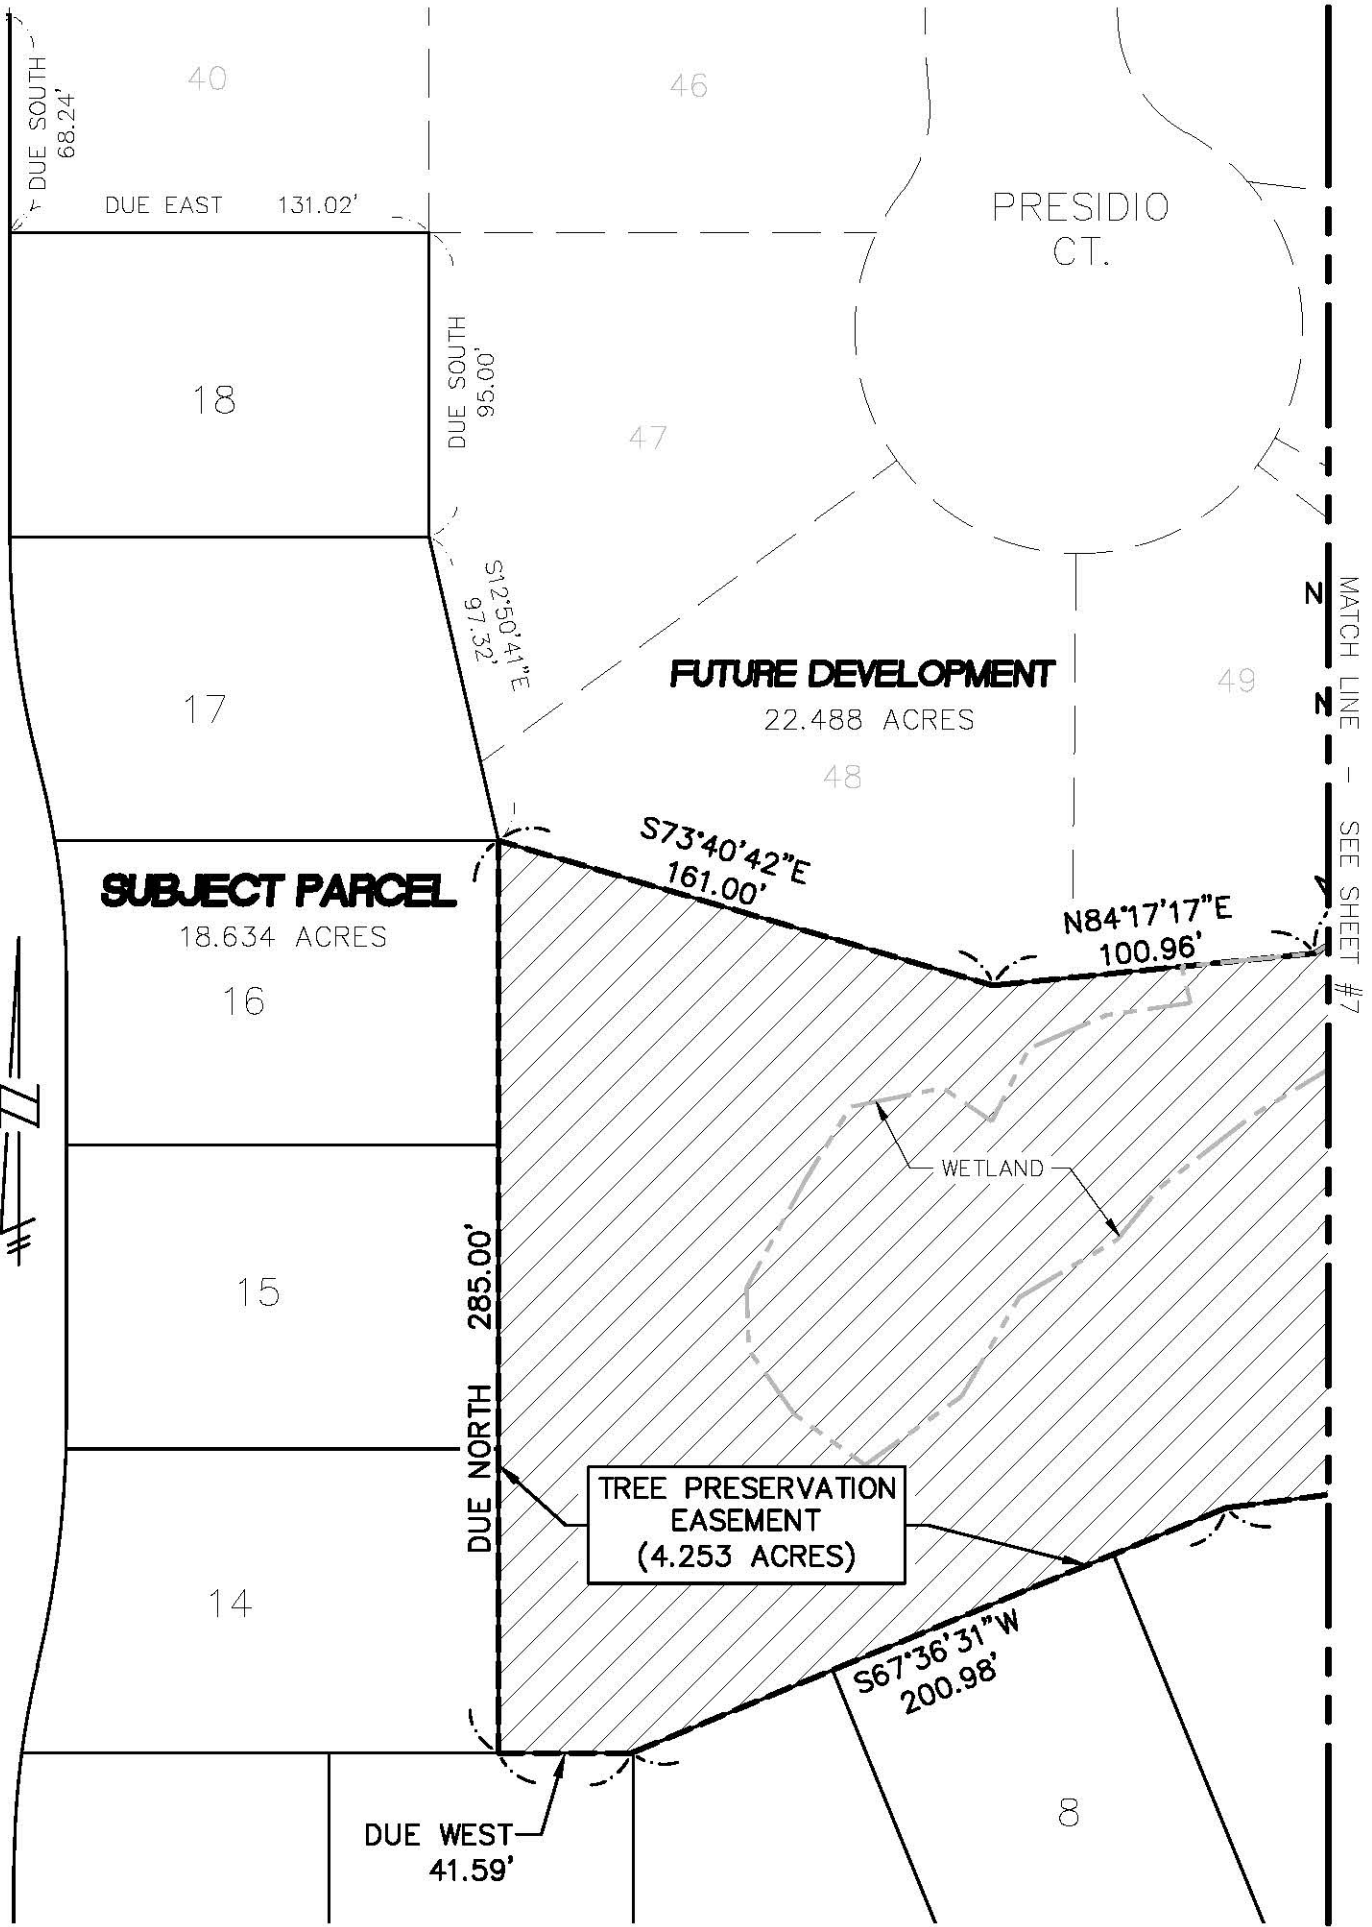 40
46
DUE SOUTH
68.24'
DUE EAST 131.02'
PRESIDIO
CT.
18
DUE SOUTH
95.00'
47
S12°50'41"E
97.32'
N
N
MATCH LINE - SEE SHEET #7
FUTURE DEVELOPMENT
22.488 ACRES
49
17
48
S73°40'42"E
161.00'
SUBJECT PARCEL
18.634 ACRES
N84°17'17"E
100.96'
16
WETLAND
15
DUE NORTH 285.00'
TREE PRESERVATION
EASEMENT
(4.253 ACRES)
14
S67°36'31"W
200.98'
DUE WEST
41.59'
8